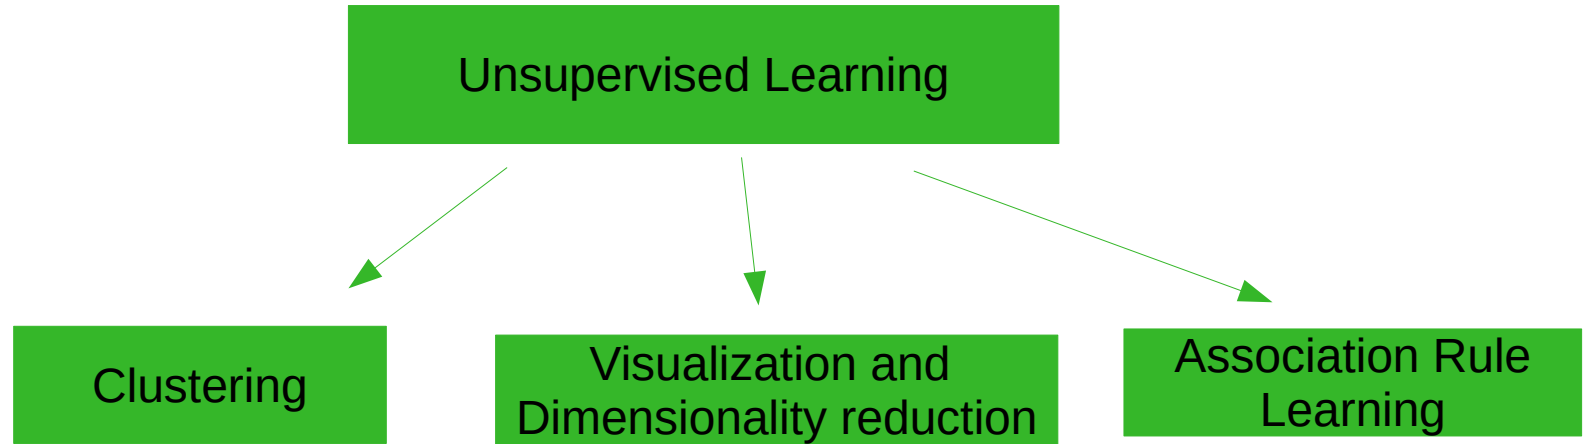 Unsupervised Learning
Clustering
Visualization and
Dimensionality reduction
Association Rule
Learning